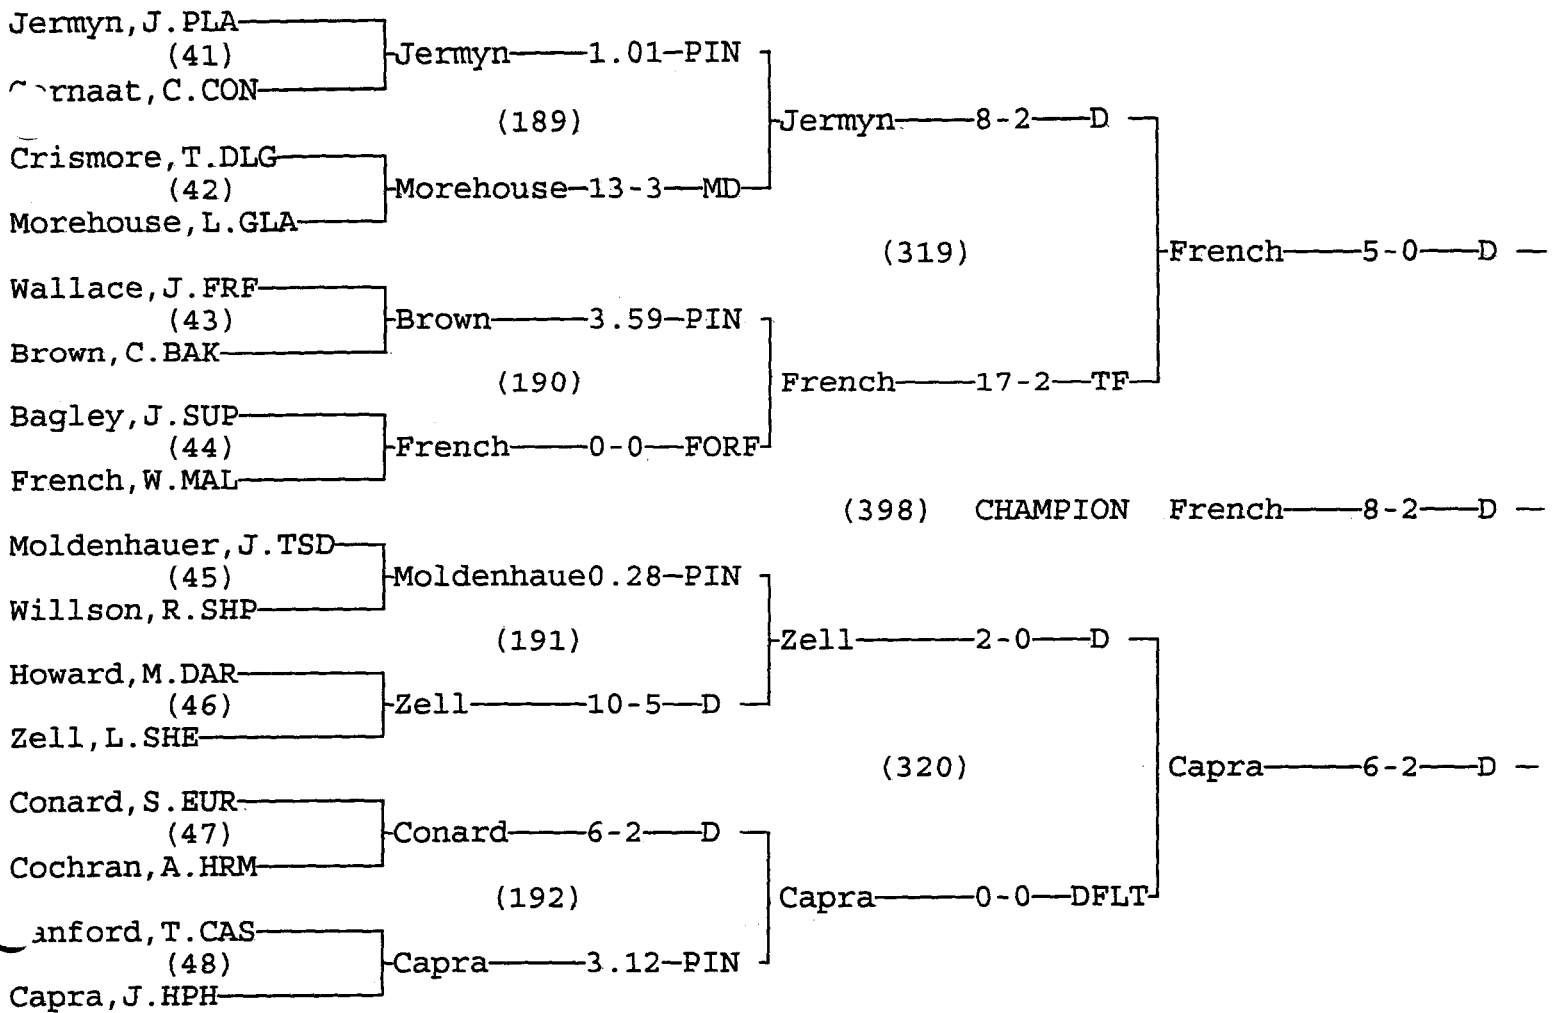 Jermyn,J.PLA
(41) Jermyn 1.01-PIN
C.CON
(189) Jermyn 8-2 D
Crismore,T.DLG
(42) Morehouse 13-3 MD
Morehouse,L.GLA
(319) French 5-0 D
Wallace,J.FRF
(43) Brown 3.59-PIN
Brown,C.BAK
(190) French 17-2 TF
Bagley,J.SUP
(44) French 0-0 FORF
French,W.MAL
(398) CHAMPION French 8-2 D
Moldenhauer,J.TSD
(45) Moldenhaue0.28-PIN
Willson,R.SHP
(191) Zell 2-0 D
Howard,M.DAR
(46) Zell 10-5 D
Zell,L.SHE
(320) Capra 6-2 D
Conard,S.EUR
(47) Conard 6-2 D
Cochran,A.HRM
(192) Capra 0-0 DFLT
T.CAS
(48) Capra 3.12-PIN
Capra,J.HPH